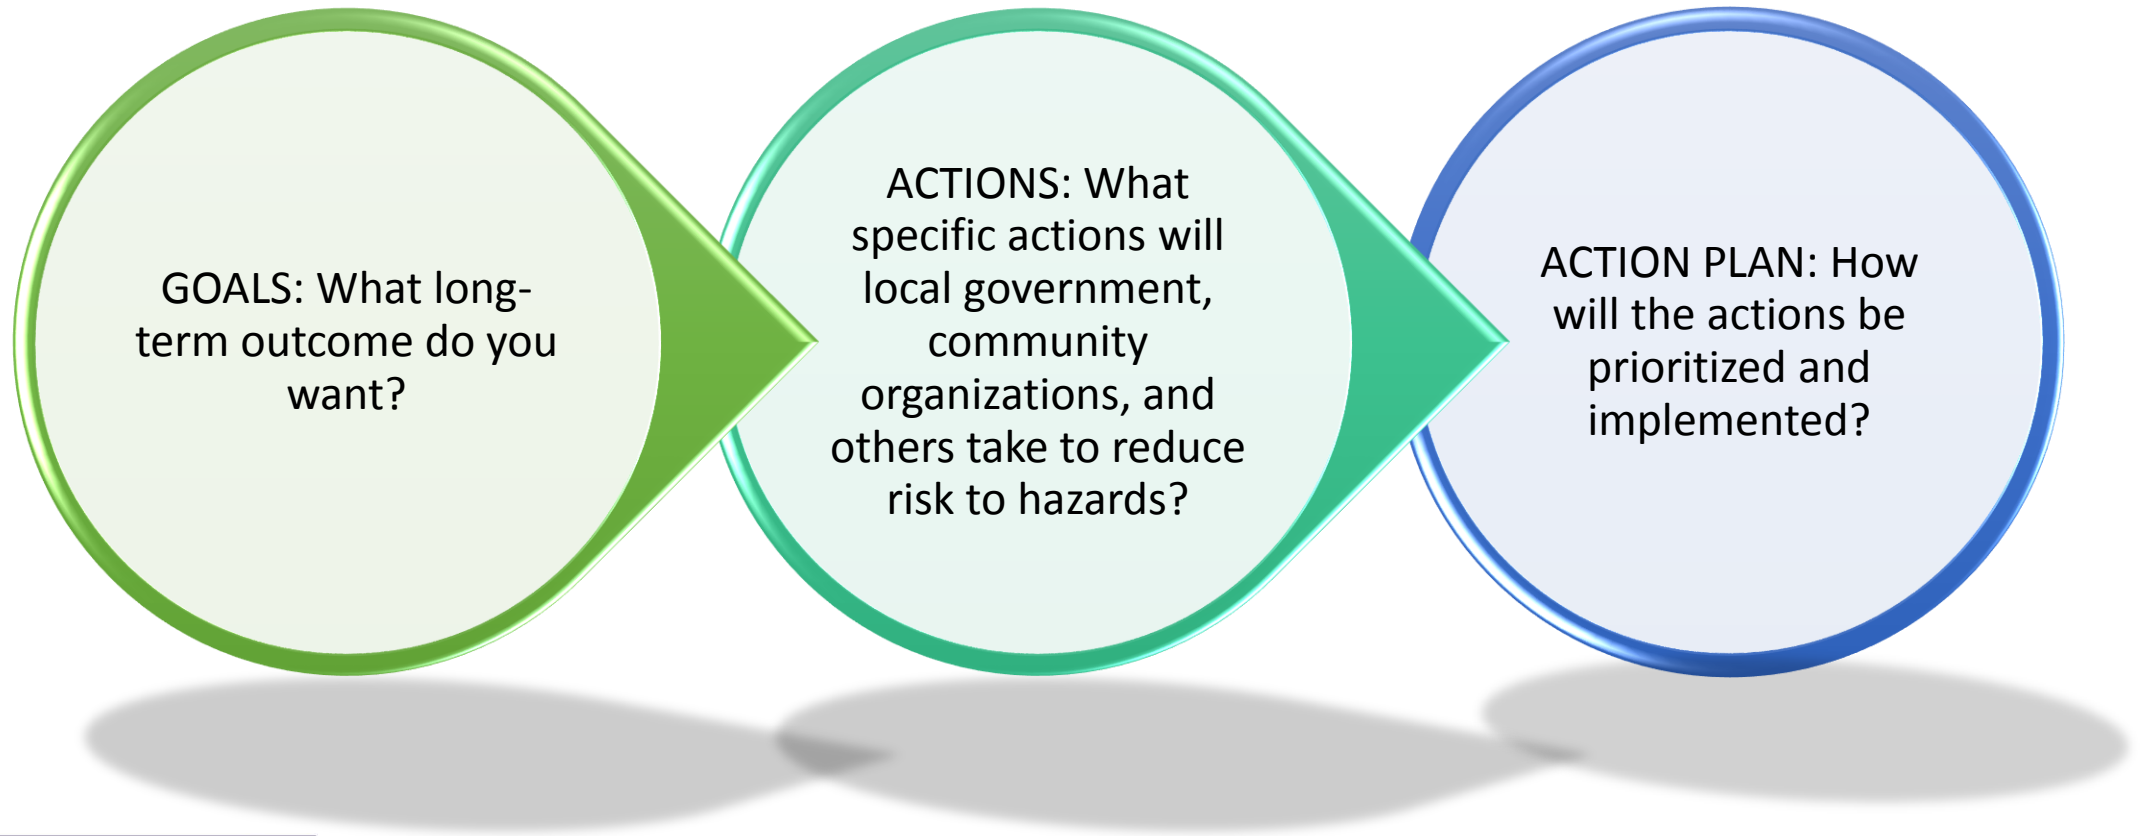 GOALS: What long-
term outcome do you
want?
ACTIONS: What
specific actions will
local government,
community
organizations, and
others take to reduce
risk to hazards?
ACTION PLAN: How
will the actions be
prioritized and
implemented?